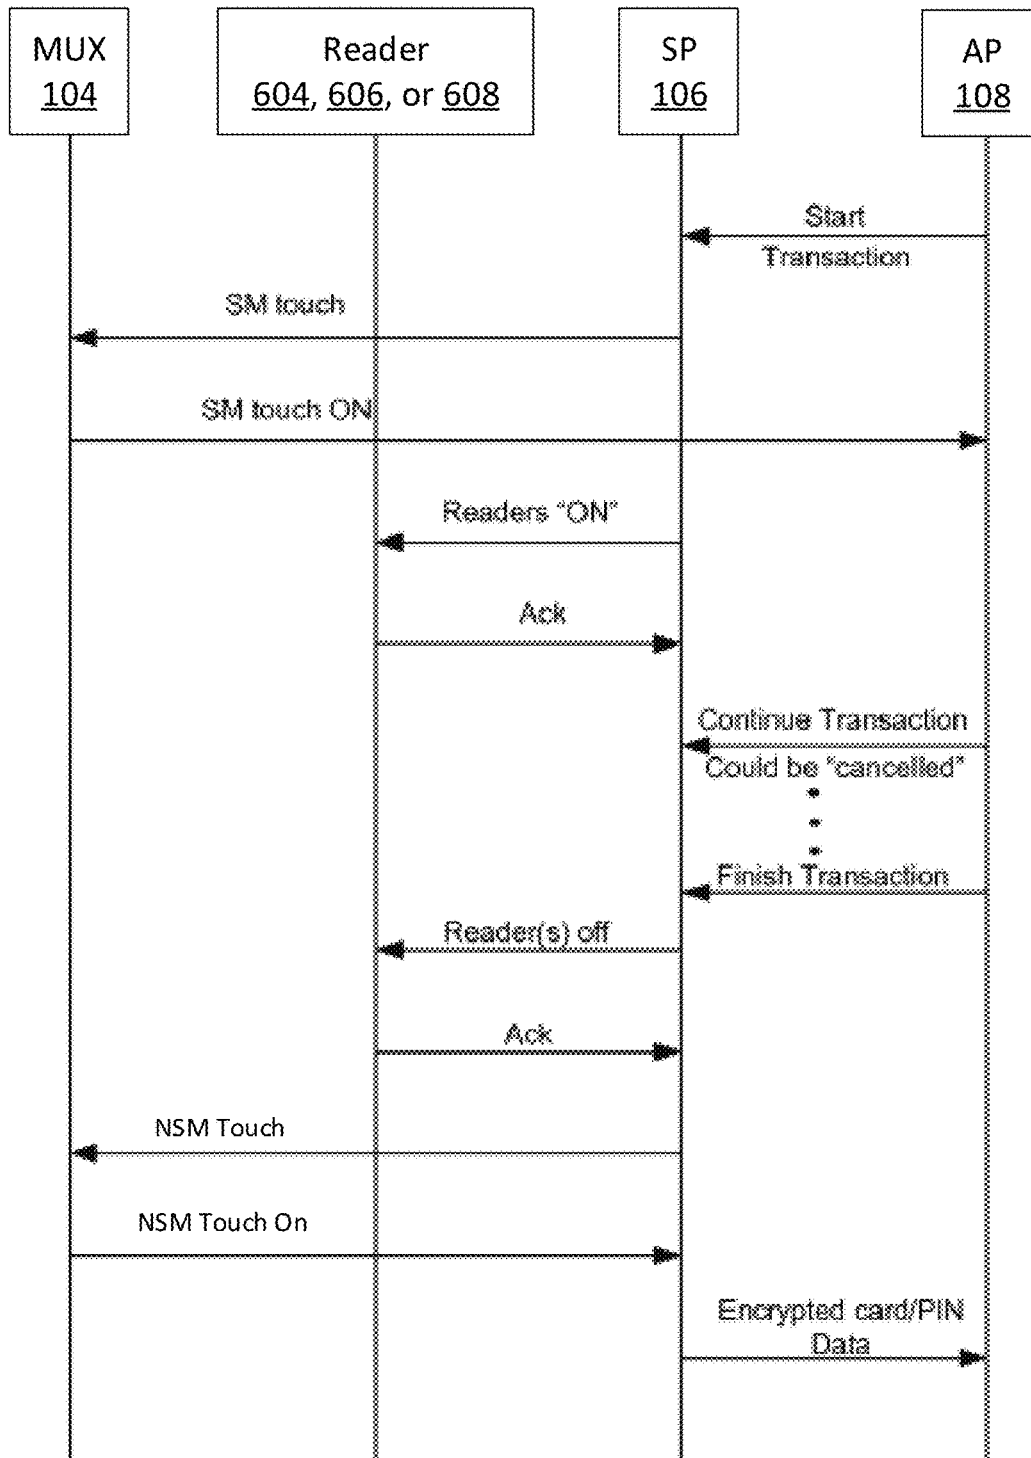 MUX
104
Reader
604, 606, or 608
SP
106
AP
108
Start
Transaction
SM touch
SM touch ON
Readers "ON"
Ack
Continue Transaction
Could be "cancelled"
Finish Transaction
Reader(s) off
Ack
NSM Touch
NSM Touch On
Encrypted card/PIN
Data